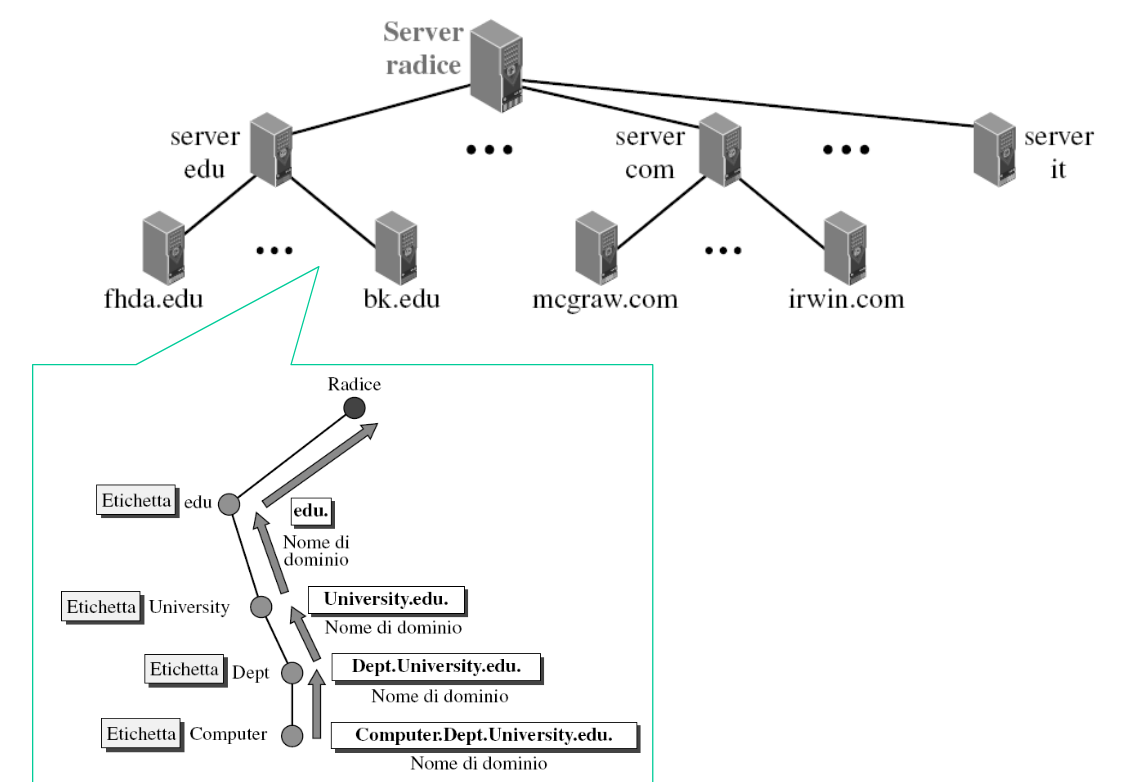 Server
radice
server
edu
•••
server
com
•••
server
it
•••
•••
fhda.edu
bk.edu
mcgraw.com
irwin.com
Radice
Etichetta edu
edu.
Nome di
dominio
Etichetta University
University.edu.
Nome di dominio
Etichetta Dept
Dept.University.edu.
Nome di dominio
Etichetta Computer
Computer.Dept.University.edu.
Nome di dominio